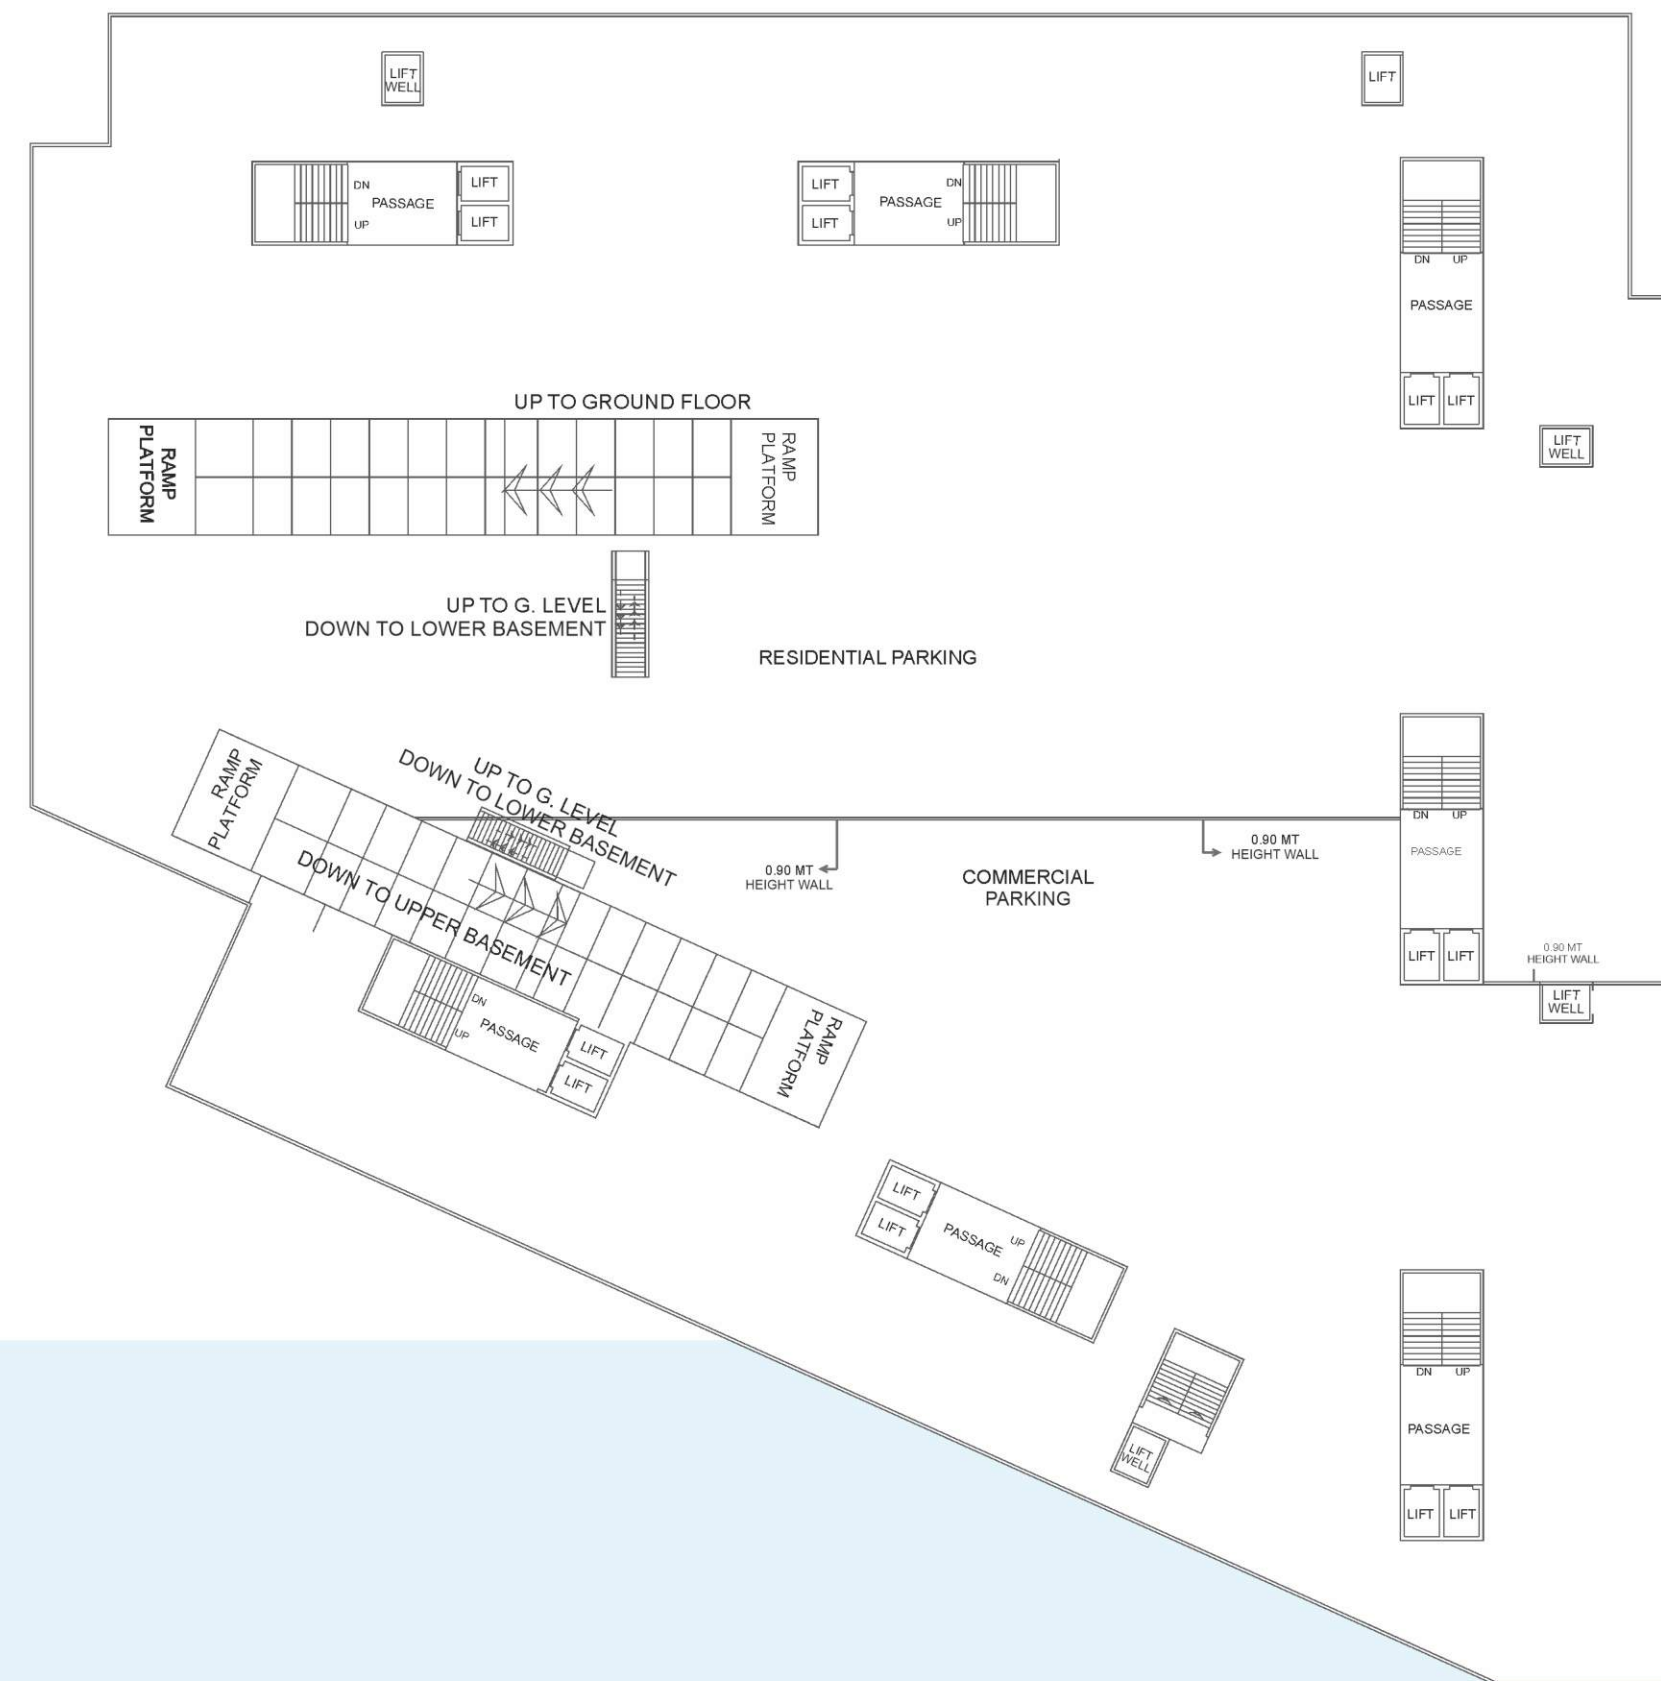 LIFT
WELL
LIFT
DN
PASSAGE
UP
LIFT
LIFT
LIFT
LIFT
PASSAGE
DN
UP
DN UP
PASSAGE
LIFT LIFT
UP TO GROUND FLOOR
RAMP
PLATFORM
RAMP
PLATFORM
LIFT
WELL
UP TO G. LEVEL
DOWN TO LOWER BASEMENT
RESIDENTIAL PARKING
RAMP
PLATFORM
UP TO G. LEVEL
DOWN TO LOWER BASEMENT
DOWN TO UPPER BASEMENT
0.90 MT
HEIGHT WALL
0.90 MT
HEIGHT WALL
COMMERCIAL
PARKING
DN UP
PASSAGE
LIFT LIFT
0.90 MT
HEIGHT WALL
LIFT
WELL
DN
UP
PASSAGE
LIFT
LIFT
RAMP
PLATFORM
LIFT
LIFT
PASSAGE
UP
DN
LIFT
WELL
DN UP
PASSAGE
LIFT LIFT